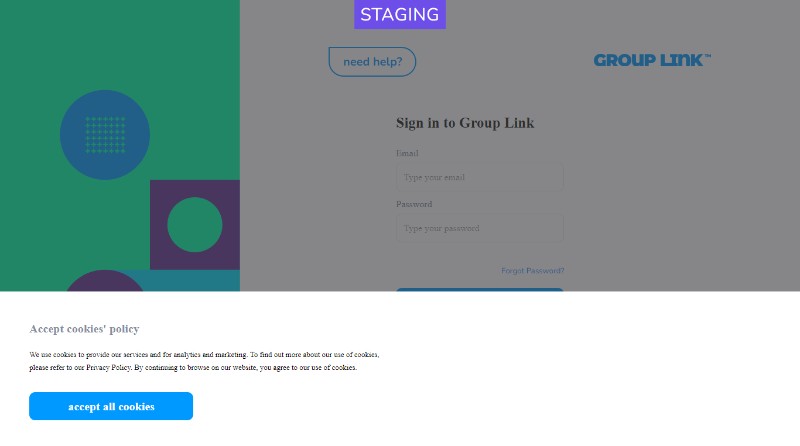 STAGING
need help?
GROUP LINK™
Sign in to Group Link
Email
Type your email
Password
Type your password
Forgot Password?
Accept cookies' policy
We use cookies to provide our services and for analytics and marketing. To find out more about our use of cookies,
please refer to our Privacy Policy. By continuing to browse on our website, you agree to our use of cookies.
accept all cookies